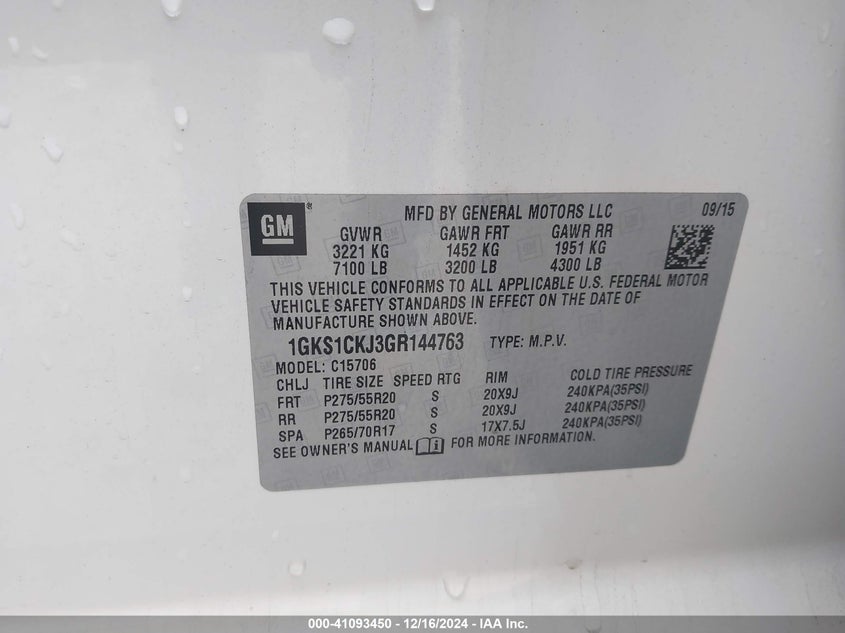 GM
MFD BY GENERAL MOTORS LLC 09/15
GVWR GAWR FRT GAWR RR
3221 KG 1452 KG 1951 KG
7100 LB 3200 LB 4300 LB
THIS VEHICLE CONFORMS TO ALL APPLICABLE U.S. FEDERAL MOTOR
VEHICLE SAFETY STANDARDS IN EFFECT ON THE DATE OF
MANUFACTURE SHOWN ABOVE.
1GKS1CKJ3GR144763 TYPE: M.P.V.
MODEL: C15706
CHLJ TIRE SIZE SPEED RTG RIM COLD TIRE PRESSURE
FRT P275/55R20 S 20X9J 240KPA(35PSI)
RR P275/55R20 S 20X9J 240KPA(35PSI)
SPA P265/70R17 S 17X7.5J 240KPA(35PSI)
SEE OWNER'S MANUAL FOR MORE INFORMATION.
000-41093450 - 12/16/2024 - IAA Inc.